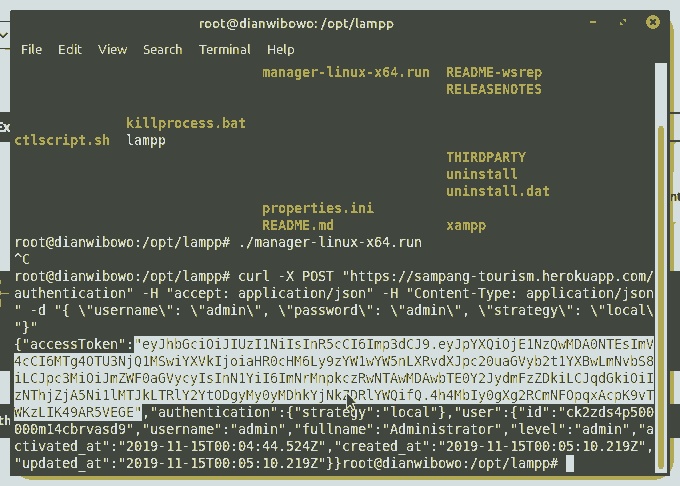 root@dianwibowo: /opt/lampp
File Edit View Search Terminal Help
manager-linux-x64.run README-wsrep
RELEASENOTES
killprocess.bat
ctlscript.sh lampp
THIRDPARTY
uninstall
uninstall.dat
properties.ini
README.md xampp
root@dianwibowo:/opt/lampp# ./manager-linux-x64.run
^C
root@dianwibowo:/opt/lampp# curl -X POST "https://sampang-tourism.herokuapp.com/
authentication" -H "accept: application/json" -H "Content-Type: application/json
" -d "{ \"username\": \"admin\", \"password\": \"admin\", \"strategy\": \"local\
"}"
{"accessToken":
,"authentication":{"strategy":"local"},"user":{"id":"ck2zds4p500
000m14cbrvasd9","username":"admin","fullname":"Administrator","level":"admin","a
ctivated_at":"2019-11-15T00:04:44.524Z","created_at":"2019-11-15T00:05:10.219Z",
"updated_at":"2019-11-15T00:05:10.219Z"}}root@dianwibowo:/opt/lampp#